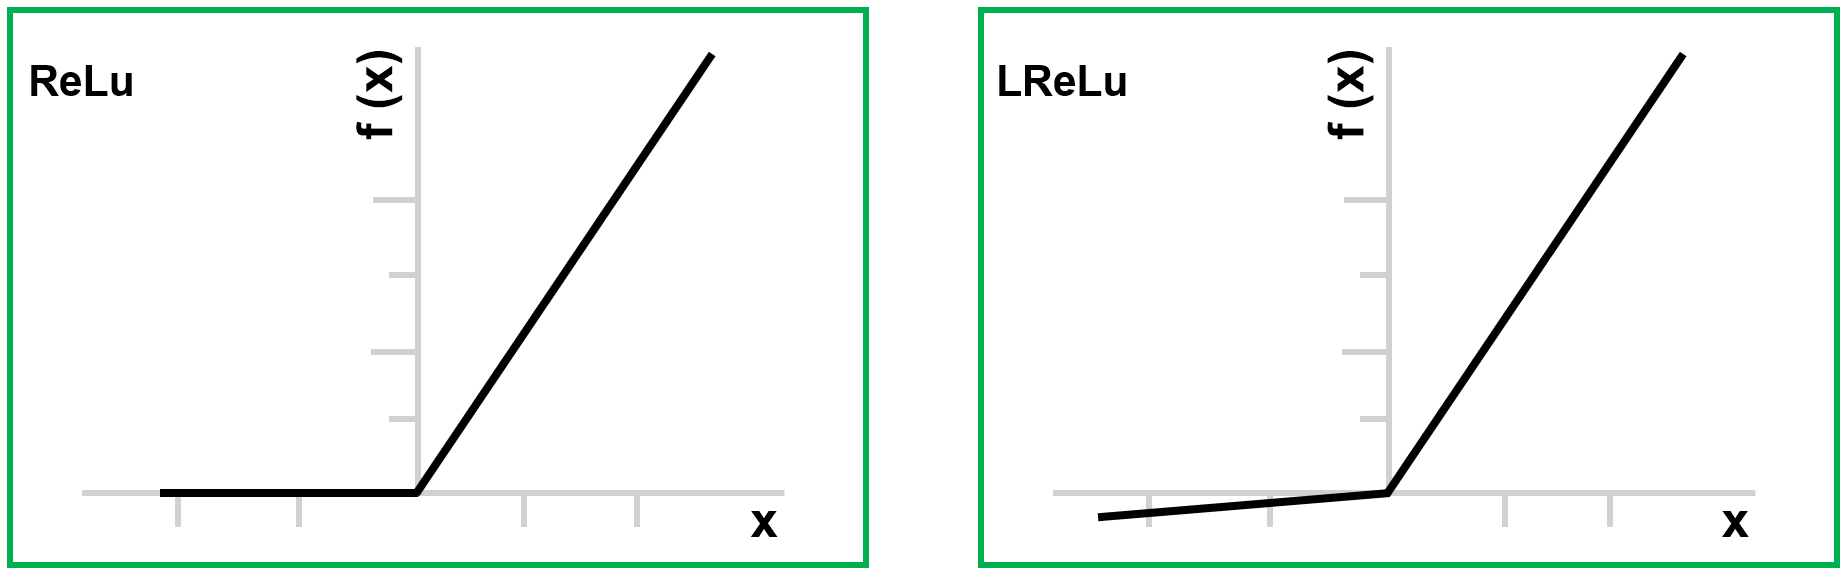 ReLu
f (x)
x
LReLu
f (x)
x